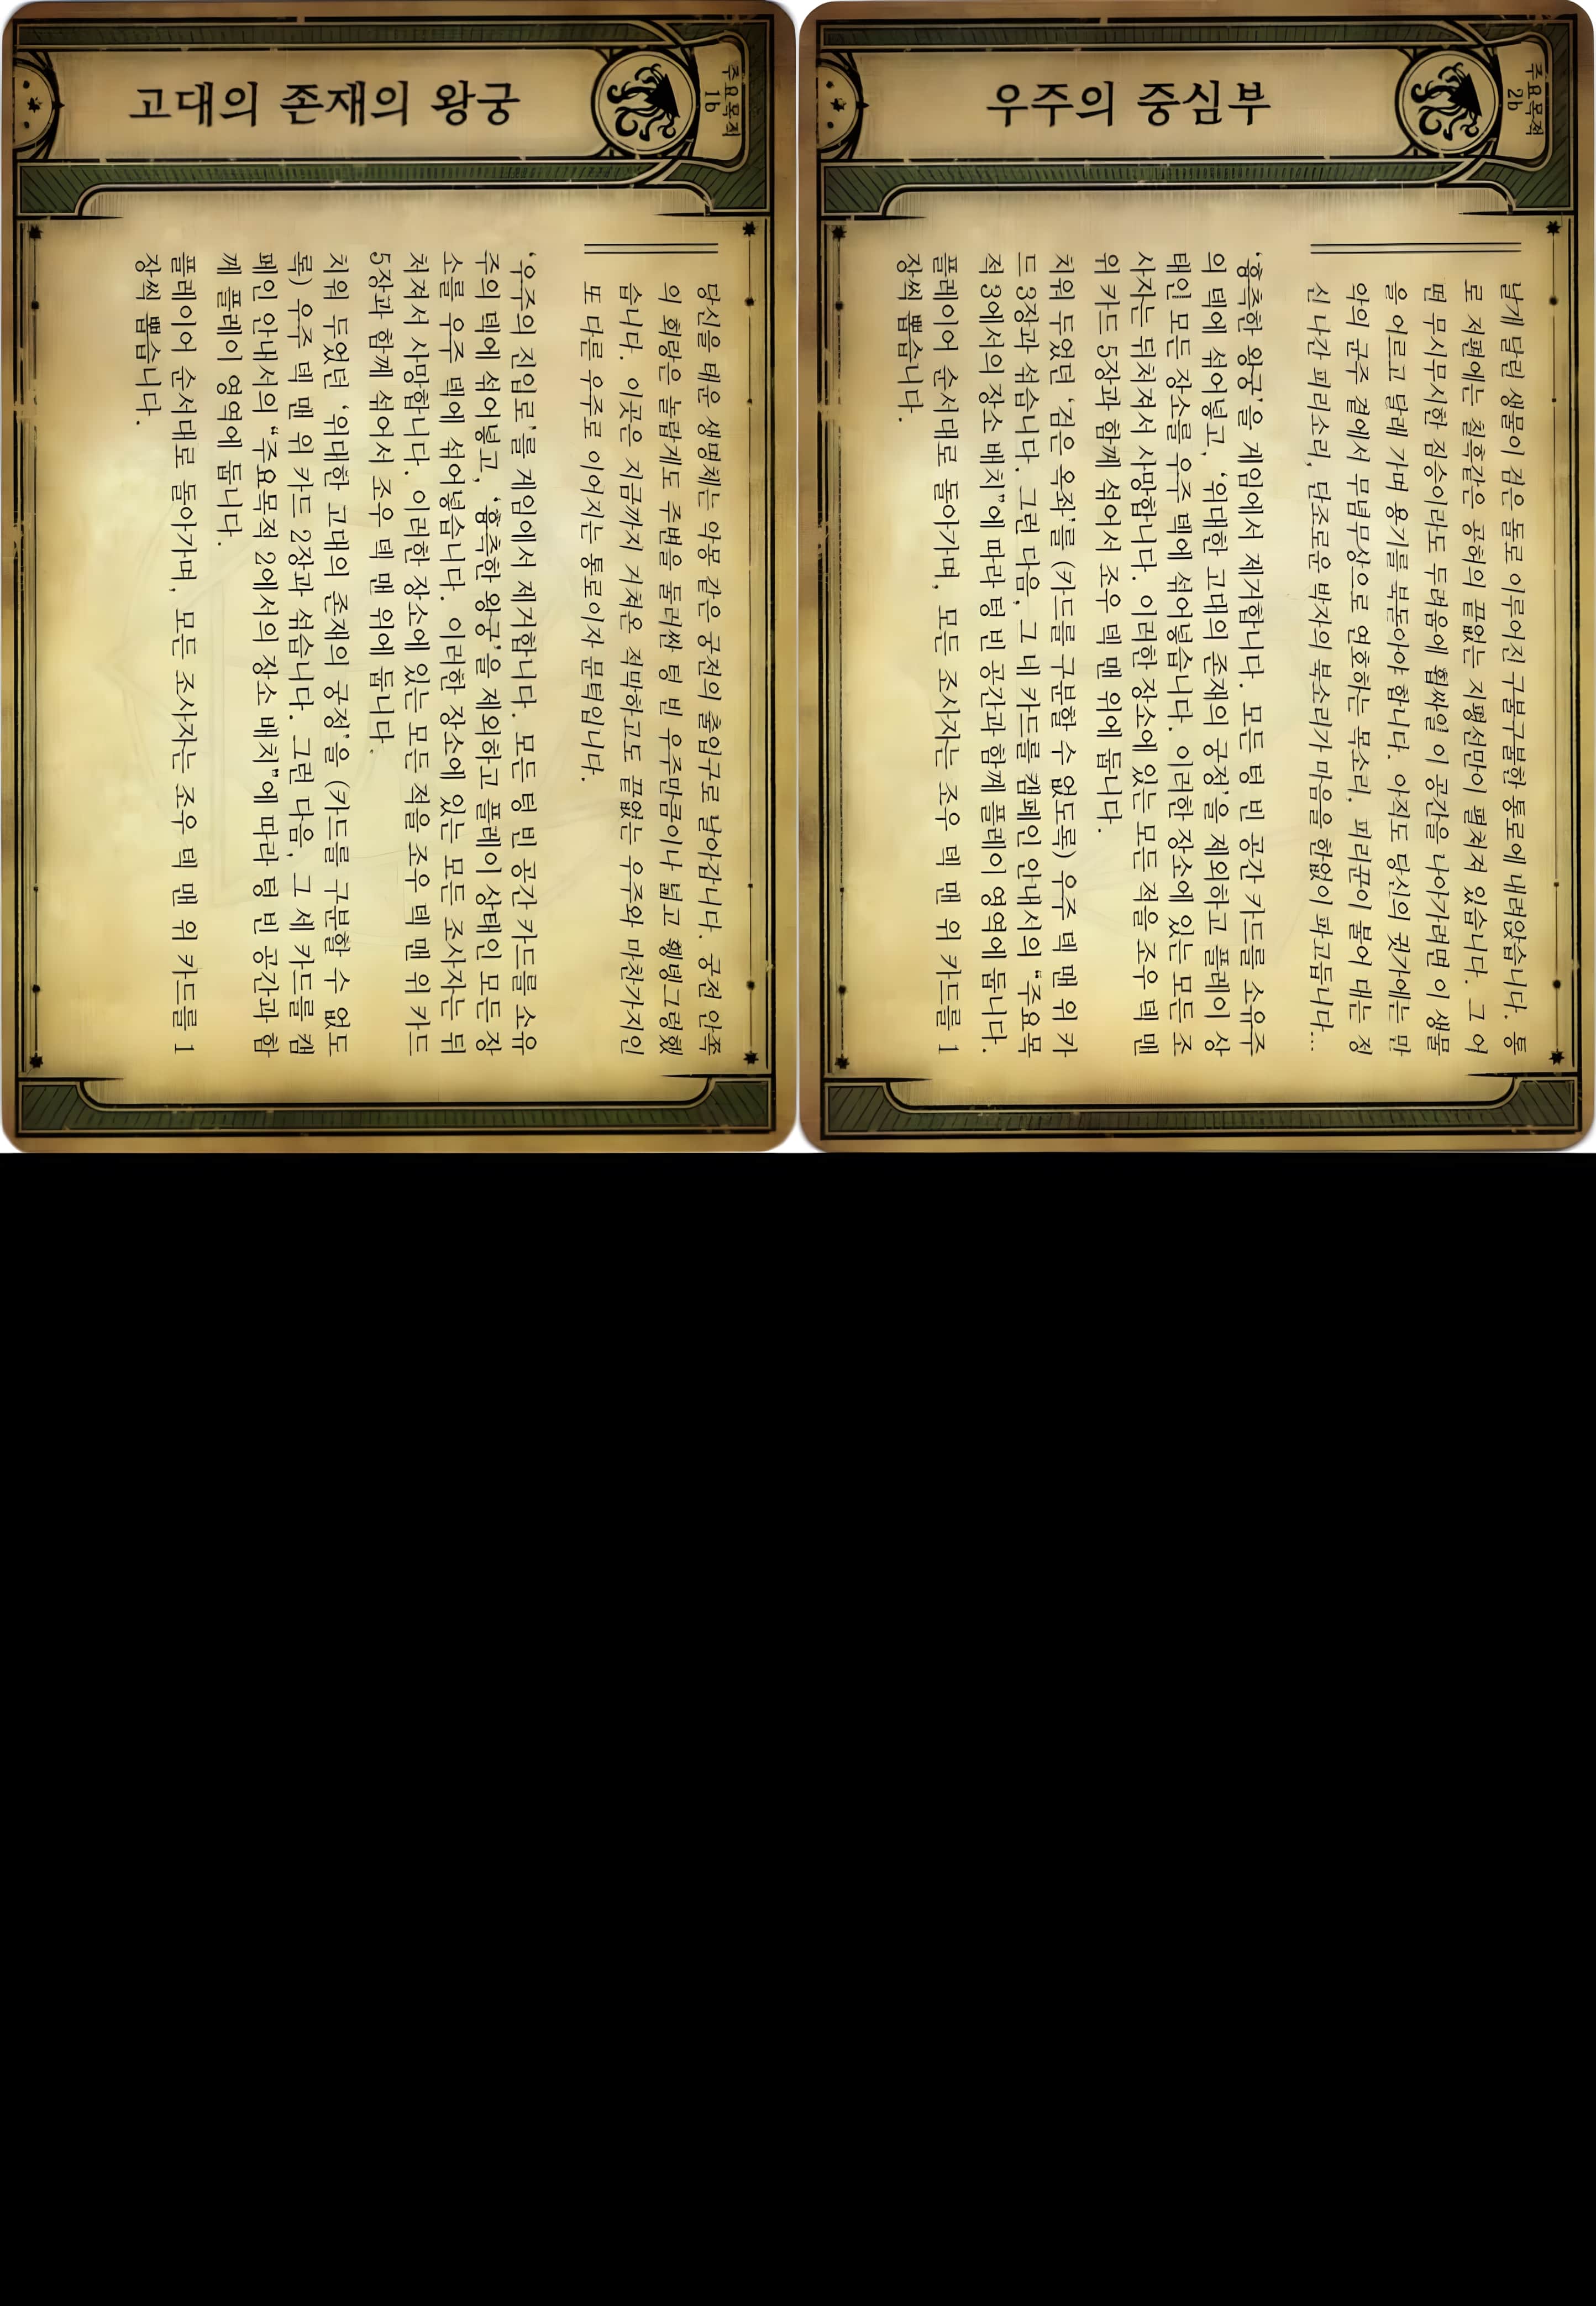 주요목적
1b
고대의 존재의 왕궁
당신을 태운 생명체는 악몽 같은 궁전의 출입구로 날아갑니다. 궁전 안쪽
의 회랑은 놀랍게도 주변을 둘러싼 텅 빈 우주만큼이나 넓고 휑뎅그렁했
습니다. 이곳은 지금까지 거쳐온 적막하고도 끝없는 우주와 마찬가지인
또 다른 우주로 이어지는 통로이자 문턱입니다.
‘우주의 진입로’를 게임에서 제거합니다. 모든 텅 빈 공간 카드를 소유
주의 덱에 섞어넣고, ‘흉측한 왕궁’을 제외하고 플레이 상태인 모든 장
소를 우주 덱에 섞어넣습니다. 이러한 장소에 있는 모든 조사자는 뒤
처져서 사망합니다. 이러한 장소에 있는 모든 적을 조우 덱 맨 위 카드
5장과 함께 섞어서 조우 덱 맨 위에 둡니다.
치워 두었던 ‘위대한 고대의 존재의 궁정’을 (카드를 구분할 수 없도
록) 우주 덱 맨 위 카드 2장과 섞습니다. 그런 다음, 그 세 카드를 캠
페인 안내서의 “주요목적 2에서의 장소 배치”에 따라 텅 빈 공간과 함
께 플레이 영역에 둡니다.
플레이어 순서대로 돌아가며, 모든 조사자는 조우 덱 맨 위 카드를 1
장씩 뽑습니다.
주요목적
2b
우주의 중심부
날개 달린 생물이 검은 돌로 이루어진 구불구불한 통로에 내려앉습니다. 통
로 저편에는 칠흑같은 공허의 끝없는 지평선만이 펼쳐져 있습니다. 그 어
떤 무시무시한 짐승이라도 두려움에 휩싸일 이 공간을 나아가려면 이 생물
을 어르고 달래 가며 용기를 북돋아야 합니다. 아직도 당신의 귓가에는 만
악의 군주 곁에서 무념무상으로 연호하는 목소리, 피리꾼이 불어 대는 정
신 나간 피리소리, 단조로운 박자의 북소리가 마음을 한없이 파고듭니다...
‘흉측한 왕궁’을 게임에서 제거합니다. 모든 텅 빈 공간 카드를 소유주
의 덱에 섞어넣고, ‘위대한 고대의 존재의 궁정’을 제외하고 플레이 상
태인 모든 장소를 우주 덱에 섞어넣습니다. 이러한 장소에 있는 모든 조
사자는 뒤처져서 사망합니다. 이러한 장소에 있는 모든 적을 조우 덱 맨
위 카드 5장과 함께 섞어서 조우 덱 맨 위에 둡니다.
치워 두었던 ‘검은 옥좌’를 (카드를 구분할 수 없도록) 우주 덱 맨 위 카
드 3장과 섞습니다. 그런 다음, 그 네 카드를 캠페인 안내서의 “주요목
적 3에서의 장소 배치”에 따라 텅 빈 공간과 함께 플레이 영역에 둡니다.
플레이어 순서대로 돌아가며, 모든 조사자는 조우 덱 맨 위 카드를 1
장씩 뽑습니다.